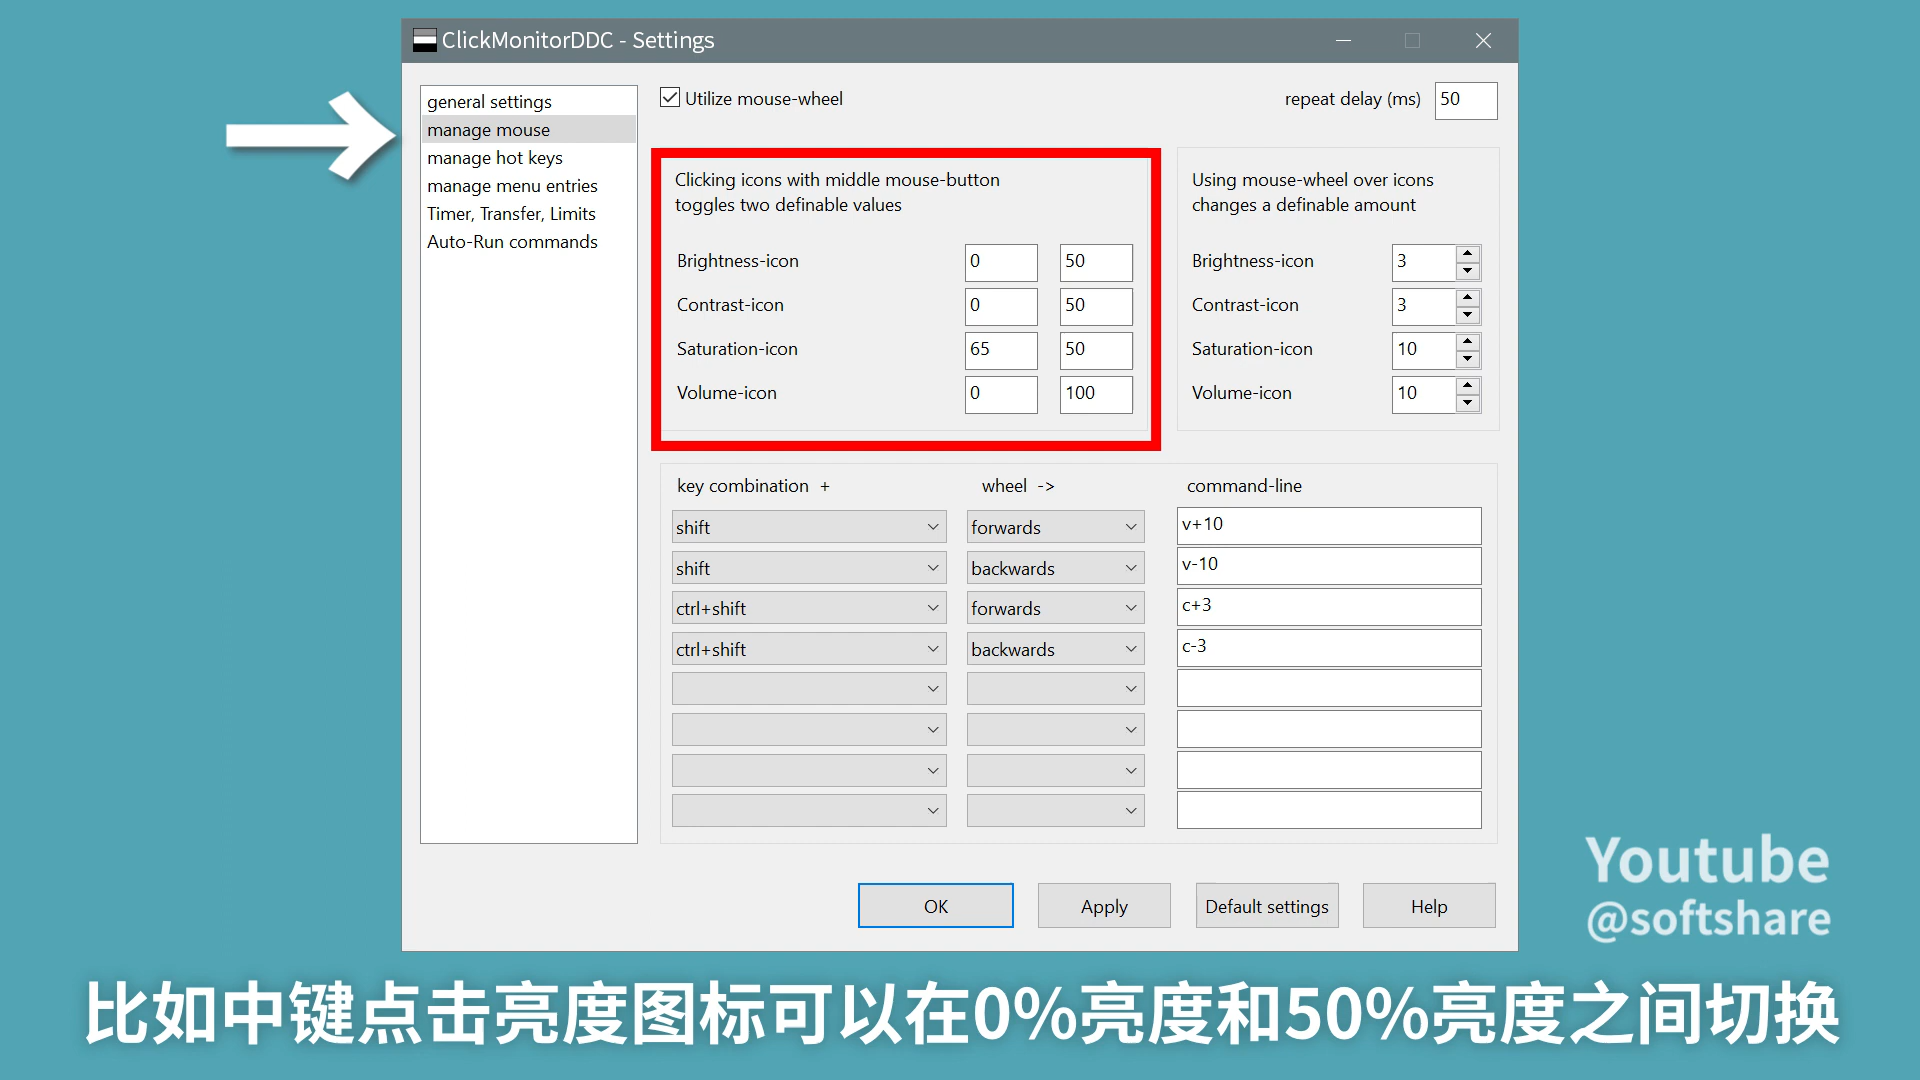 ClickMonitorDDC - Settings
general settings
manage mouse
manage hot keys
manage menu entries
Timer, Transfer, Limits
Auto-Run commands
Utilize mouse-wheel
repeat delay (ms) 50
Clicking icons with middle mouse-button
toggles two definable values
Brightness-icon 0 50
Contrast-icon 0 50
Saturation-icon 65 50
Volume-icon 0 100
Using mouse-wheel over icons
changes a definable amount
Brightness-icon 3
Contrast-icon 3
Saturation-icon 10
Volume-icon 10
key combination + wheel -> command-line
shift forwards v+10
shift backwards v-10
ctrl+shift forwards c+3
ctrl+shift backwards c-3
OK Apply Default settings Help
Youtube
@softshare
比如中键点击亮度图标可以在0%亮度和50%亮度之间切换